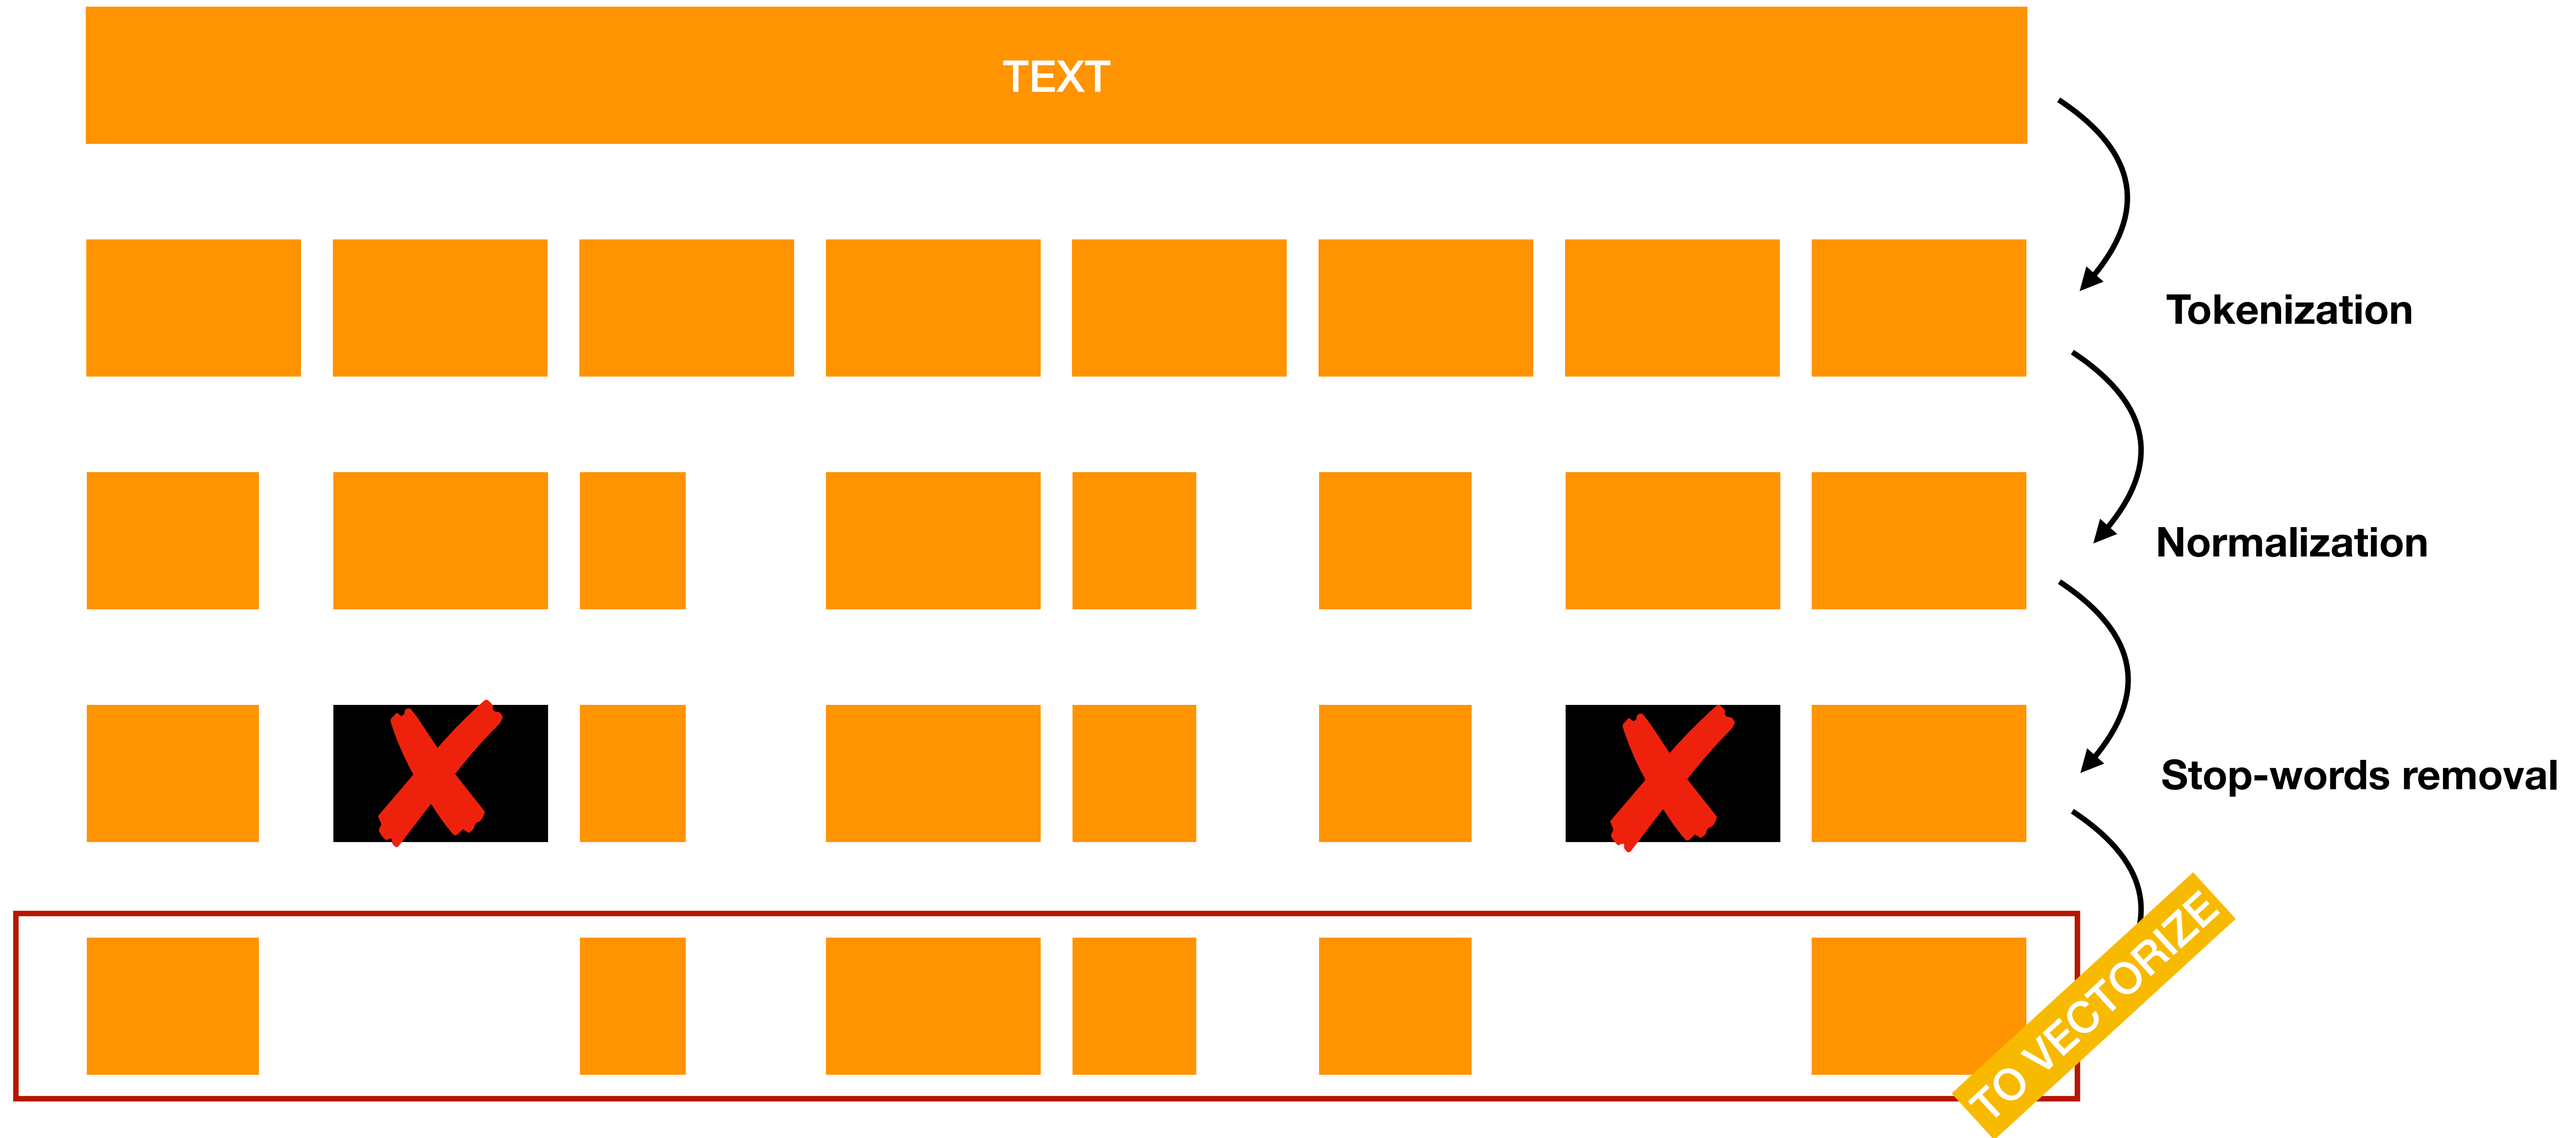 TEXT
Tokenization
Normalization
Stop-words removal
TO VECTORIZE